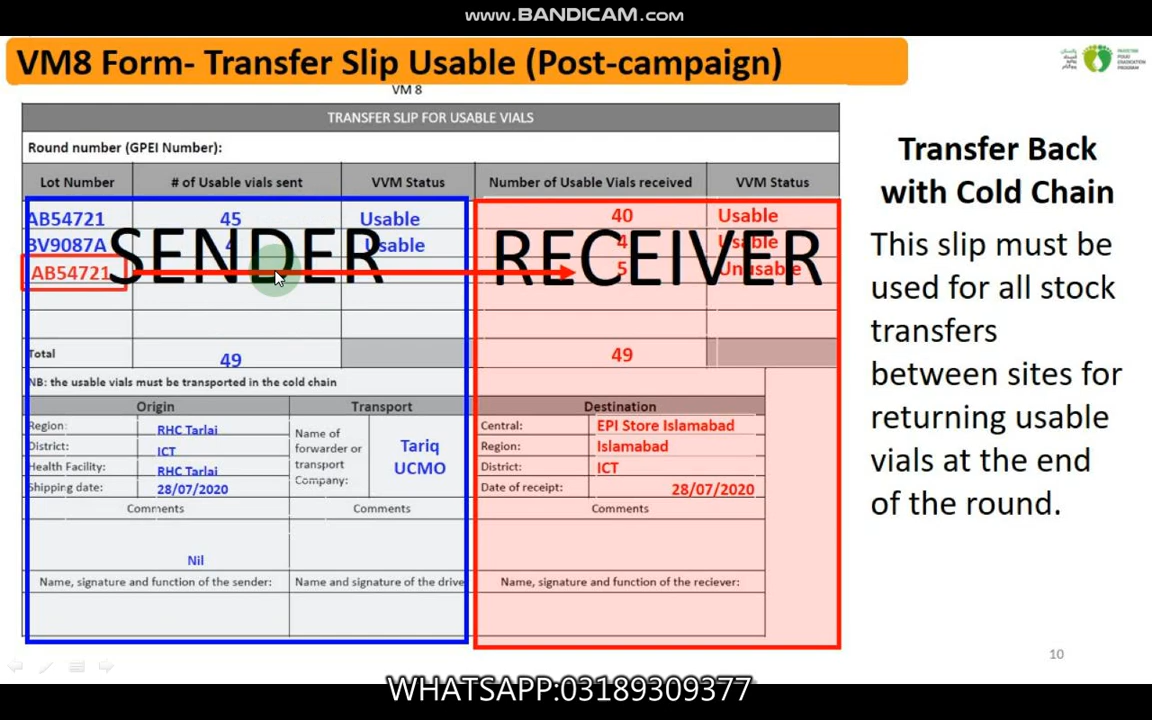 www.BANDICAM.com
VM8 Form- Transfer Slip Usable (Post-campaign)
VM 8
TRANSFER SLIP FOR USABLE VIALS
Round number (GPEI Number):
Lot Number # of Usable vials sent VVM Status Number of Usable Vials received VVM Status
AB54721 45 Usable 40 Usable
BV9087A 4 Usable 4 Usable
AB54721 5 Unusable
SENDER RECEIVER
Total 49 49
NB: the usable vials must be transported in the cold chain
Origin Transport Destination
Region: RHC Tarlai
District: ICT
Health Facility: RHC Tarlai
Shipping date: 28/07/2020
Name of
forwarder or
transport
Company:
Tariq
UCMO
Central: EPI Store Islamabad
Region: Islamabad
District: ICT
Date of receipt: 28/07/2020
Comments Comments Comments
Nil
Name, signature and function of the sender: Name and signature of the drive Name, signature and function of the reciever:
Transfer Back
with Cold Chain
This slip must be
used for all stock
transfers
between sites for
returning usable
vials at the end
of the round.
10
WHATSAPP:03189309377